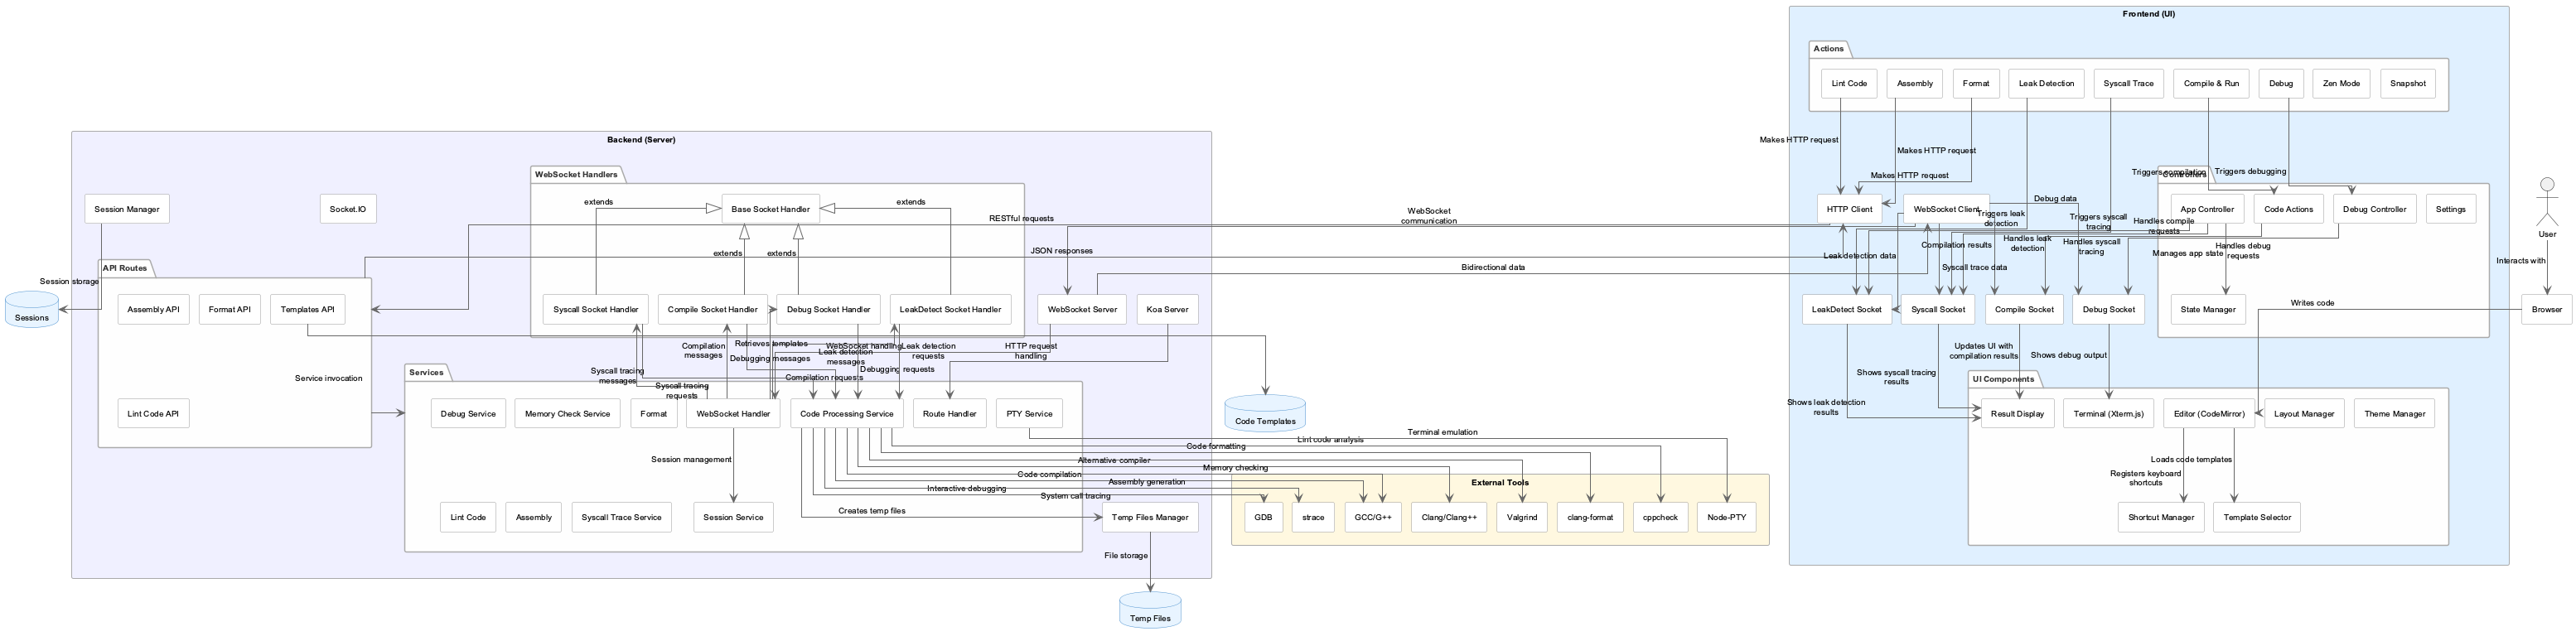 Frontend (UI)
Actions
Lint Code
Assembly
Format
Leak Detection
Syscall Trace
Compile & Run
Debug
Zen Mode
Snapshot
Makes HTTP request
Makes HTTP request
Makes HTTP request
Triggers compilation
Triggers debugging
Controllers
HTTP Client
WebSocket Client
App Controller
Code Actions
Debug Controller
Settings
Debug data
Triggers leak
detection
Triggers syscall
tracing
Handles compile
requests
Compilation results
Handles leak
detection
Handles syscall
tracing
Handles debug
requests
Manages app state
Leak detection data
Syscall trace data
LeakDetect Socket
Syscall Socket
Compile Socket
Debug Socket
State Manager
Updates UI with
compilation results
Shows debug output
Shows syscall tracing
results
Shows leak detection
results
UI Components
Result Display
Terminal (Xterm.js)
Editor (CodeMirror)
Layout Manager
Theme Manager
Loads code templates
Registers keyboard
shortcuts
Shortcut Manager
Template Selector
User
Interacts with
Browser
Writes code
WebSocket
communication
RESTful requests
JSON responses
Bidirectional data
Backend (Server)
Session Manager
Socket.IO
WebSocket Handlers
extends
Base Socket Handler
extends
extends
extends
Syscall Socket Handler
Compile Socket Handler
Debug Socket Handler
LeakDetect Socket Handler
WebSocket Server
Koa Server
Session storage
Sessions
API Routes
Assembly API
Format API
Templates API
Lint Code API
Service invocation
Compilation
messages
Retrieves templates
Debugging messages
WebSocket handling
Leak detection
messages
Leak detection
requests
HTTP request
handling
Syscall tracing
messages
Compilation requests
Debugging requests
Syscall tracing
requests
Services
Debug Service
Memory Check Service
Format
WebSocket Handler
Code Processing Service
Route Handler
PTY Service
Session management
Lint Code
Assembly
Syscall Trace Service
Session Service
Temp Files Manager
Creates temp files
File storage
Temp Files
Code Templates
Terminal emulation
Lint code analysis
Code formatting
Alternative compiler
Memory checking
Code compilation
Assembly generation
Interactive debugging
System call tracing
External Tools
GDB
strace
GCC/G++
Clang/Clang++
Valgrind
clang-format
cppcheck
Node-PTY